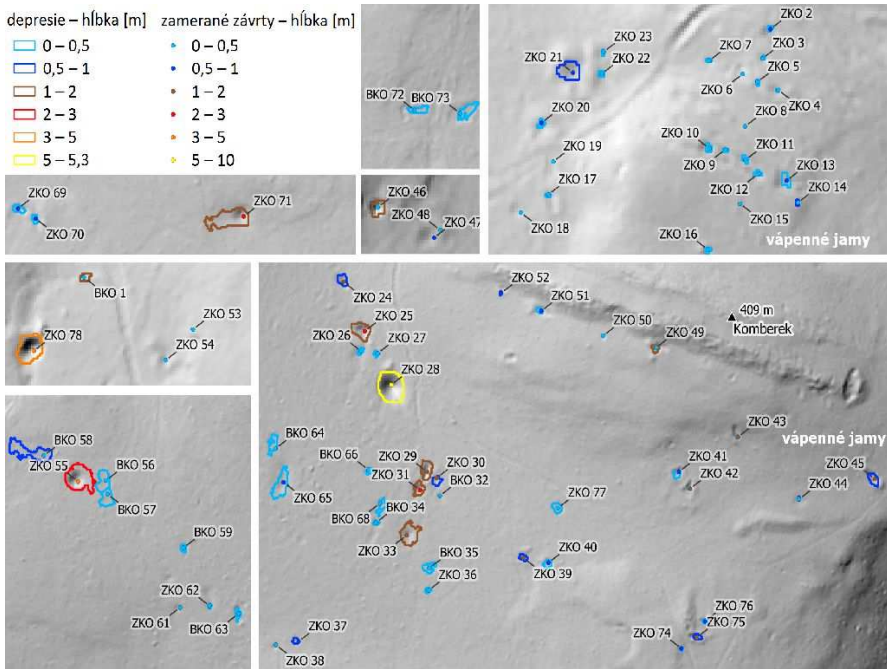 depresie – hĺbka [m]
0 – 0,5
0,5 – 1
1 – 2
2 – 3
3 – 5
5 – 5,3
zamerané závrty – hĺbka [m]
0 – 0,5
0,5 – 1
1 – 2
2 – 3
3 – 5
5 – 10
BKO 72
BKO 73
ZKO 2
ZKO 23
ZKO 7
ZKO 3
ZKO 21
ZKO 22
ZKO 5
ZKO 6
ZKO 4
ZKO 20
ZKO 8
ZKO 10
ZKO 11
ZKO 19
ZKO 9
ZKO 13
ZKO 17
ZKO 12
ZKO 14
ZKO 15
ZKO 18
ZKO 16
vápenné jamy
ZKO 69
ZKO 70
ZKO 71
ZKO 46
ZKO 48
ZKO 47
BKO 1
ZKO 53
ZKO 78
ZKO 54
BKO 58
ZKO 55
BKO 56
BKO 57
BKO 59
ZKO 62
ZKO 61
BKO 63
ZKO 52
ZKO 24
ZKO 51
409 m
Komberek
ZKO 25
ZKO 50
ZKO 49
ZKO 26
ZKO 27
ZKO 28
ZKO 43
BKO 64
vápenné jamy
ZKO 29
BKO 66
ZKO 30
ZKO 41
ZKO 45
ZKO 31
BKO 32
ZKO 42
ZKO 65
ZKO 44
BKO 34
ZKO 77
BKO 68
ZKO 33
BKO 35
ZKO 40
ZKO 39
ZKO 36
ZKO 76
ZKO 75
ZKO 37
ZKO 74
ZKO 38